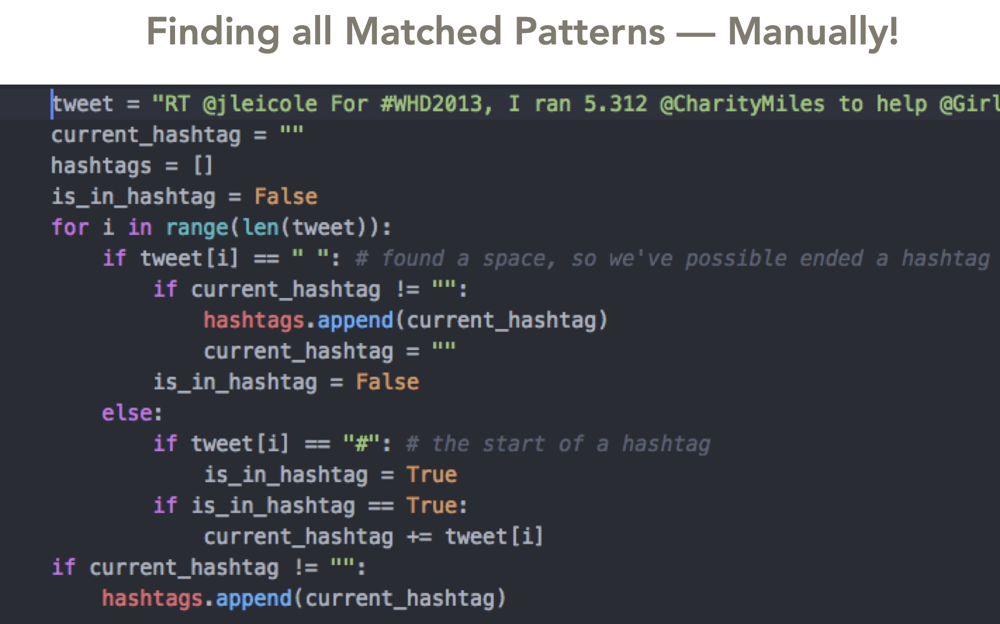 Finding all Matched Patterns — Manually!
tweet = "RT @jleicole For #WHD2013, I ran 5.312 @CharityMiles to help @Girl
current_hashtag = ""
hashtags = []
is_in_hashtag = False
for i in range(len(tweet)):
    if tweet[i] == " ": # found a space, so we've possible ended a hashtag
        if current_hashtag != "":
            hashtags.append(current_hashtag)
            current_hashtag = ""
        is_in_hashtag = False
    else:
        if tweet[i] == "#": # the start of a hashtag
            is_in_hashtag = True
        if is_in_hashtag == True:
            current_hashtag += tweet[i]
if current_hashtag != "":
    hashtags.append(current_hashtag)